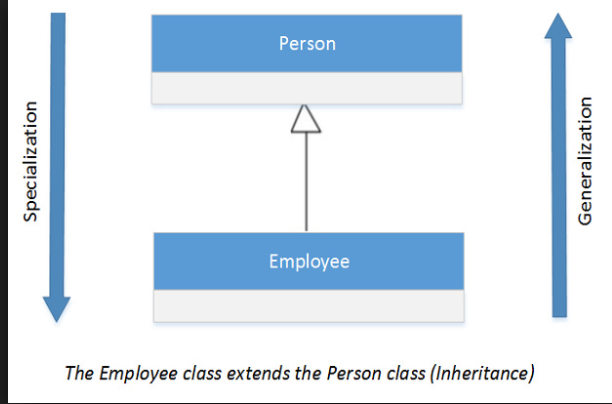 Person
Specialization
Generalization
Employee
The Employee class extends the Person class (Inheritance)